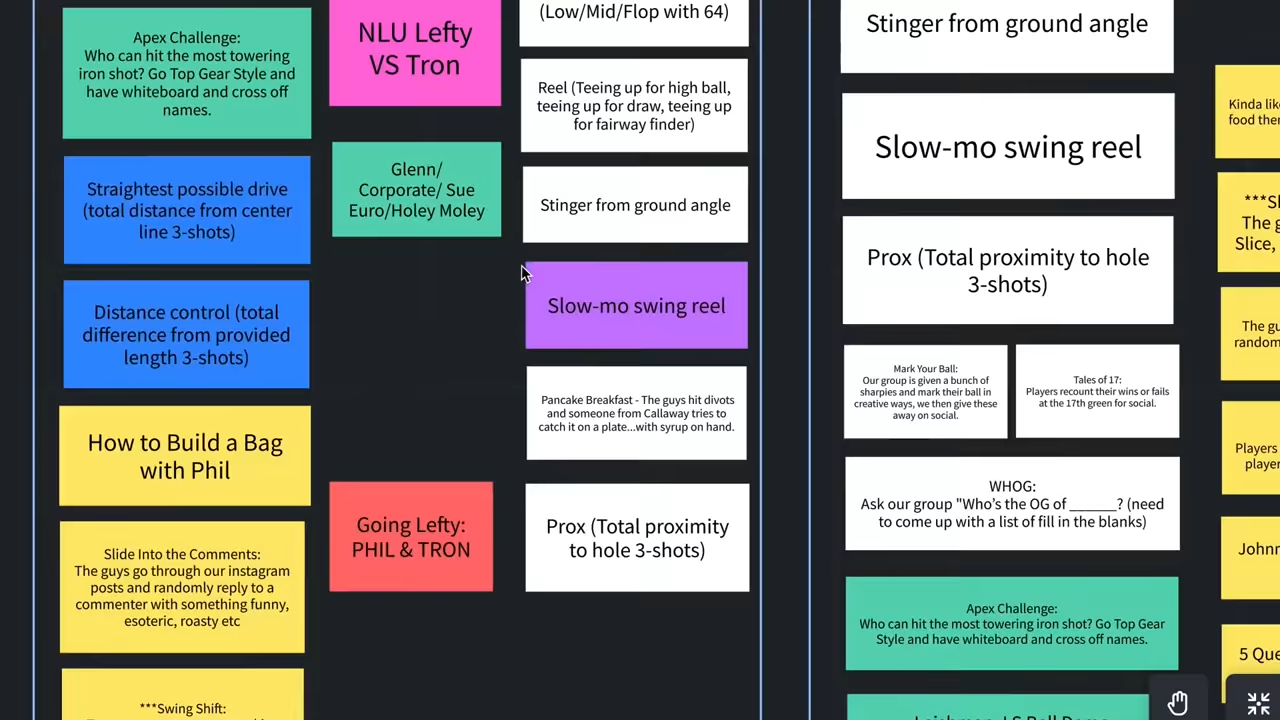 Apex Challenge:
Who can hit the most towering
iron shot? Go Top Gear Style and
have whiteboard and cross off
names.
Straightest possible drive
(total distance from center
line 3-shots)
Distance control (total
difference from provided
length 3-shots)
How to Build a Bag
with Phil
Slide Into the Comments:
The guys go through our instagram
posts and randomly reply to a
commenter with something funny,
esoteric, roasty etc
***Swing Shift:
NLU Lefty
VS Tron
Glenn/
Corporate/ Sue
Euro/Holey Moley
Going Lefty:
PHIL & TRON
(Low/Mid/Flop with 64)
Reel (Teeing up for high ball,
teeing up for draw, teeing up
for fairway finder)
Stinger from ground angle
Slow-mo swing reel
Pancake Breakfast - The guys hit divots
and someone from Callaway tries to
catch it on a plate...with syrup on hand.
Prox (Total proximity
to hole 3-shots)
Stinger from ground angle
Slow-mo swing reel
Prox (Total proximity to hole
3-shots)
Mark Your Ball:
Our group is given a bunch of
sharpies and mark their ball in
creative ways, we then give these
away on social.
Tales of 17:
Players recount their wins or fails
at the 17th green for social.
WHOG:
Ask our group "Who's the OG of ______? (need
to come up with a list of fill in the blanks)
Apex Challenge:
Who can hit the most towering iron shot? Go Top Gear
Style and have whiteboard and cross off names.
Kinda
food
The
Slice,
The
random
Players
5